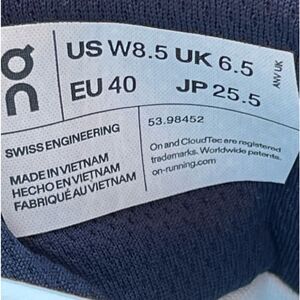 On
US W8.5 UK 6.5
EU 40 JP 25.5
ANV UK
SWISS ENGINEERING
MADE IN VIETNAM
HECHO EN VIETNAM
FABRIQUÉ AU VIETNAM
53.98452
On and CloudTec are registered
trademarks. Worldwide patents.
on-running.com